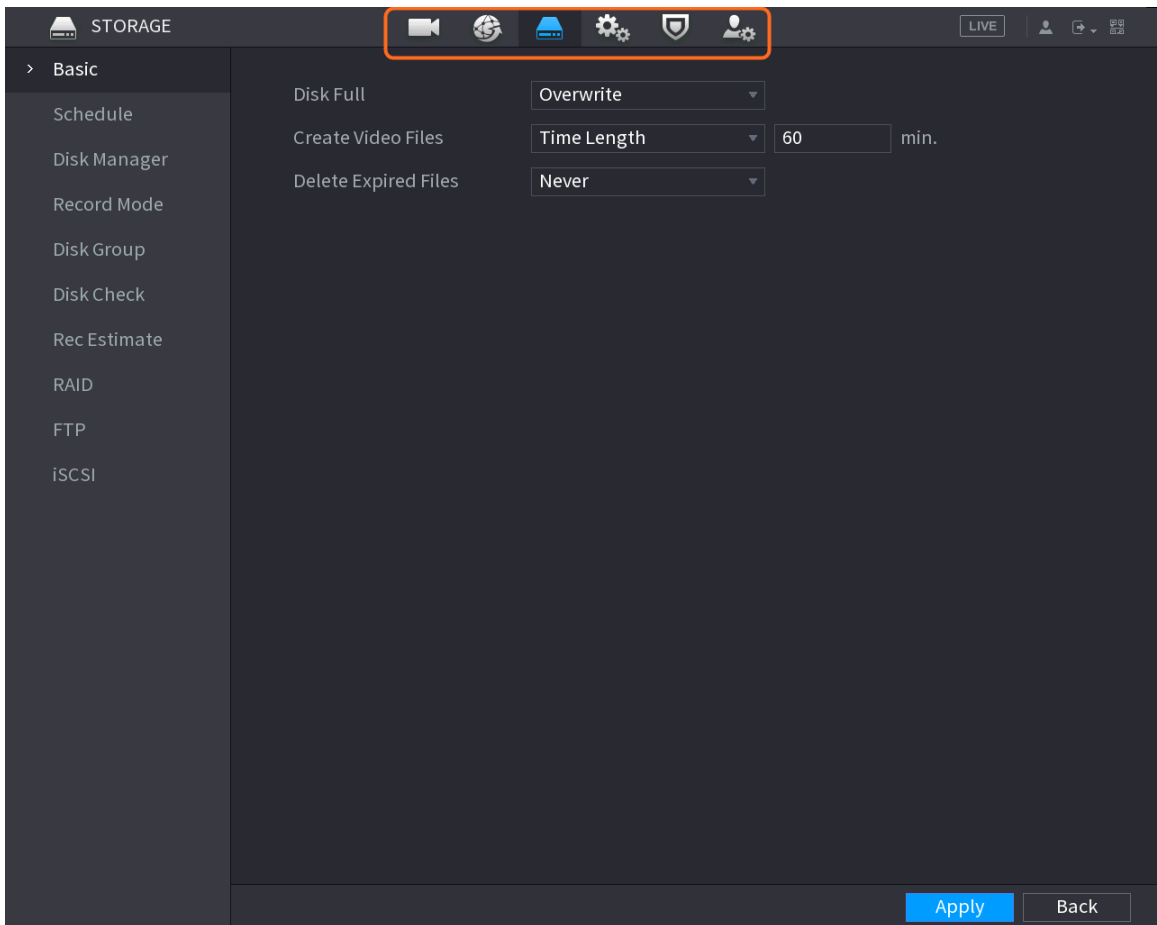 STORAGE LIVE
Basic
Disk Full Overwrite
Schedule
Create Video Files Time Length 60 min.
Disk Manager
Delete Expired Files Never
Record Mode
Disk Group
Disk Check
Rec Estimate
RAID
FTP
iSCSI
Apply Back